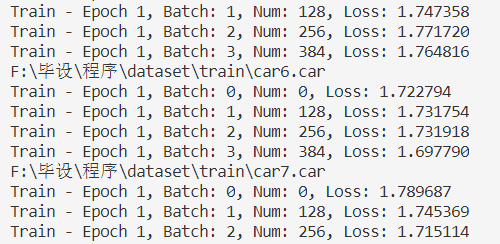 Train - Epoch 1, Batch: 1, Num: 128, Loss: 1.747358
Train - Epoch 1, Batch: 2, Num: 256, Loss: 1.771720
Train - Epoch 1, Batch: 3, Num: 384, Loss: 1.764816
F:\毕设\程序\dataset\train\car6.car
Train - Epoch 1, Batch: 0, Num: 0, Loss: 1.722794
Train - Epoch 1, Batch: 1, Num: 128, Loss: 1.731754
Train - Epoch 1, Batch: 2, Num: 256, Loss: 1.731918
Train - Epoch 1, Batch: 3, Num: 384, Loss: 1.697790
F:\毕设\程序\dataset\train\car7.car
Train - Epoch 1, Batch: 0, Num: 0, Loss: 1.789687
Train - Epoch 1, Batch: 1, Num: 128, Loss: 1.745369
Train - Epoch 1, Batch: 2, Num: 256, Loss: 1.715114